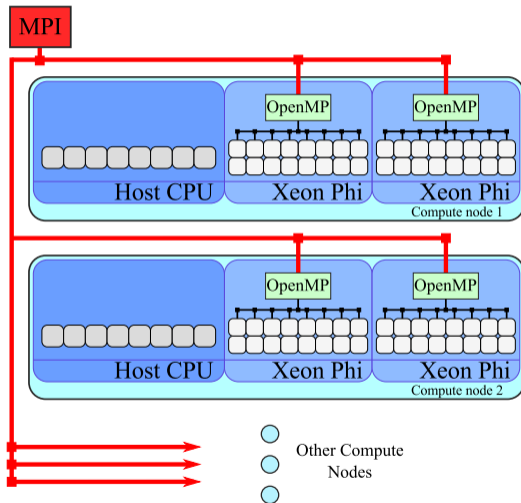 MPI
OpenMP OpenMP
Host CPU Xeon Phi Xeon Phi
Compute node 1
OpenMP OpenMP
Host CPU Xeon Phi Xeon Phi
Compute node 2
Other Compute
Nodes